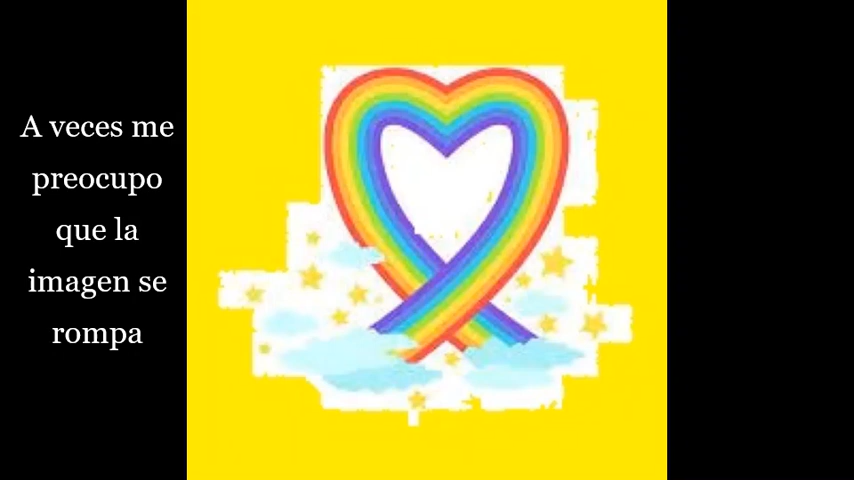 A veces me
preocupo
que la
imagen se
rompa